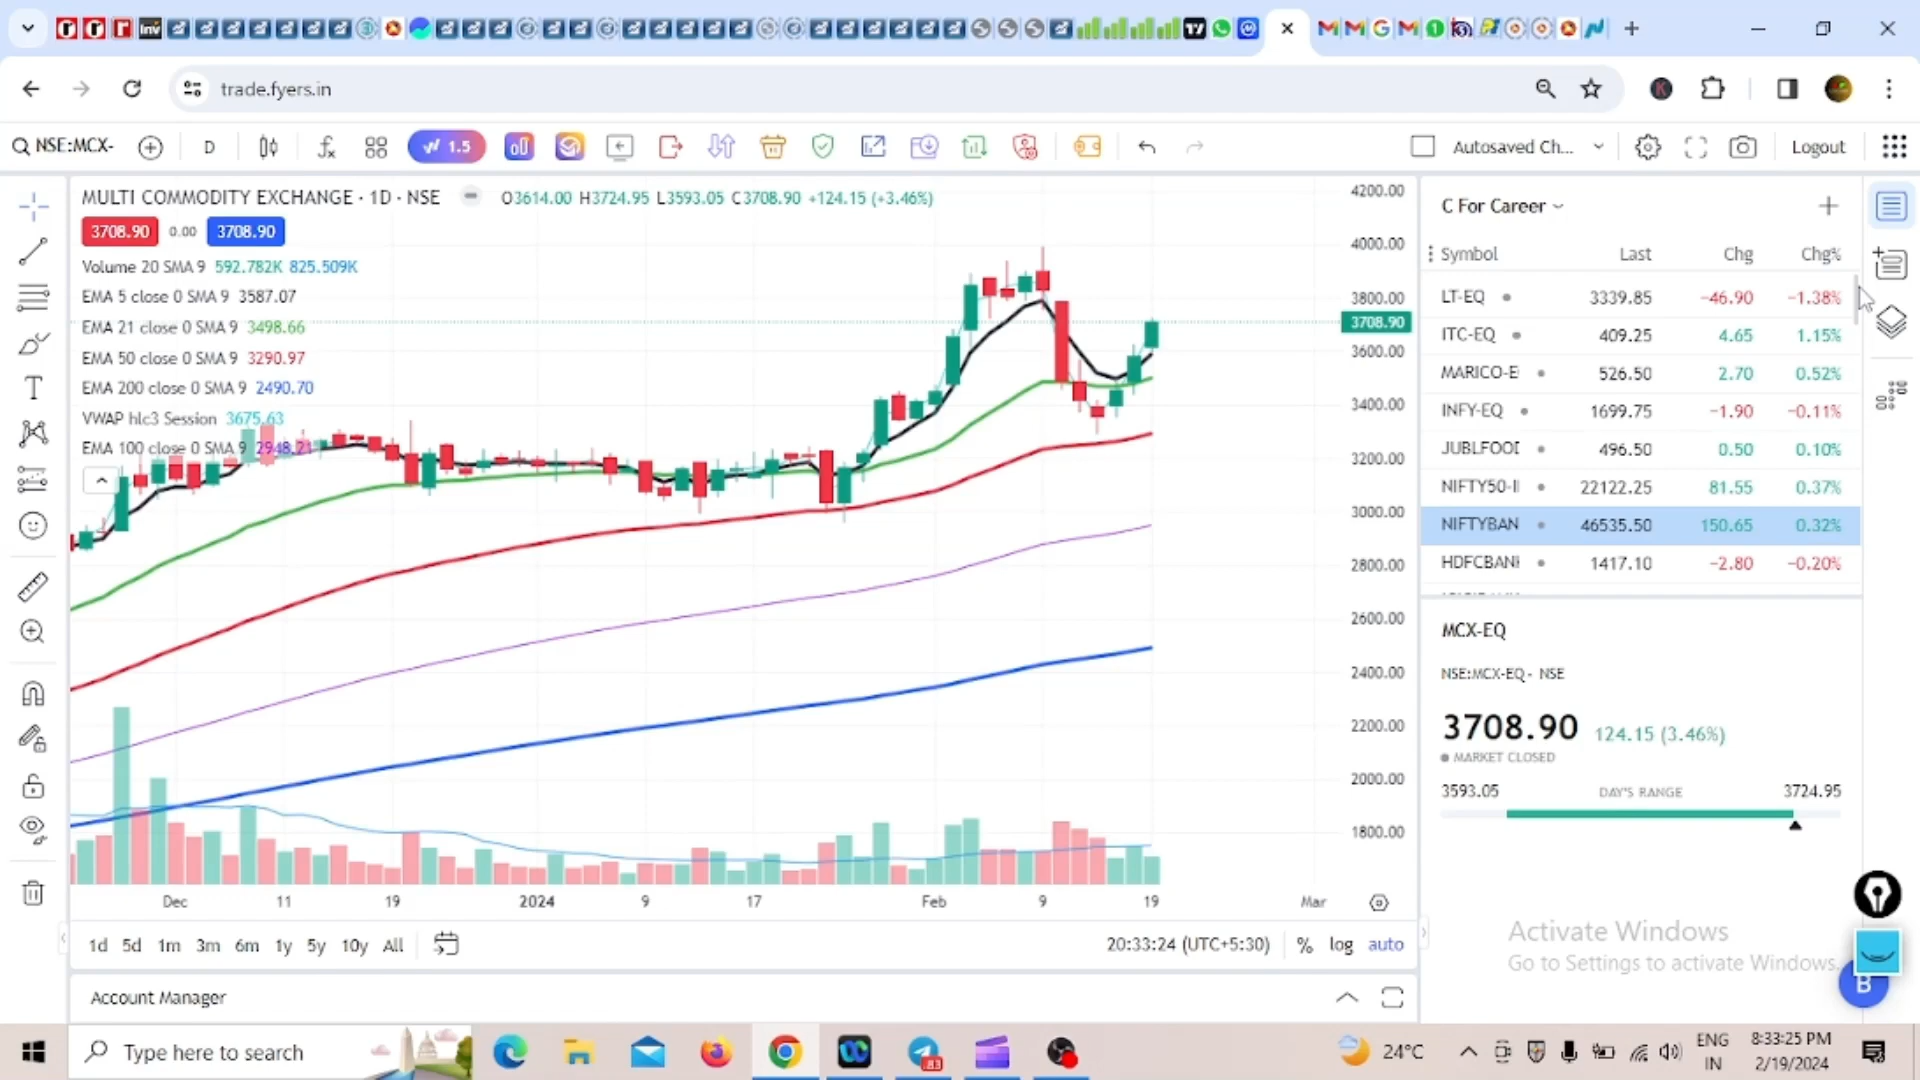 trade.fyers.in
NSE:MCX-
D
1.5
Autosaved Ch...
Logout
MULTI COMMODITY EXCHANGE · 1D · NSE
O3614.00 H3724.95 L3593.05 C3708.90 +124.15 (+3.46%)
3708.90 0.00 3708.90
Volume 20 SMA 9 592.782K 825.509K
EMA 5 close 0 SMA 9 3587.07
EMA 21 close 0 SMA 9 3498.66
EMA 50 close 0 SMA 9 3290.97
EMA 200 close 0 SMA 9 2490.70
VWAP hlc3 Session 3675.63
EMA 100 close 0 SMA 9 2948.21
4200.00
4000.00
3800.00
3708.90
3600.00
3400.00
3200.00
3000.00
2800.00
2600.00
2400.00
2200.00
2000.00
1800.00
Dec 11 19 2024 9 17 Feb 9 19 Mar
1d 5d 1m 3m 6m 1y 5y 10y All
20:33:24 (UTC+5:30) % log auto
Account Manager
C For Career
Symbol Last Chg Chg%
LT-EQ 3339.85 −46.90 −1.38%
ITC-EQ 409.25 4.65 1.15%
MARICO-E 526.50 2.70 0.52%
INFY-EQ 1699.75 −1.90 −0.11%
JUBLFOOD 496.50 0.50 0.10%
NIFTY50-I 22122.25 81.55 0.37%
NIFTYBAN 46535.50 150.65 0.32%
HDFCBANK 1417.10 −2.80 −0.20%
MCX-EQ
NSE:MCX-EQ - NSE
3708.90 124.15 (3.46%)
MARKET CLOSED
3593.05 DAY'S RANGE 3724.95
Activate Windows
Go to Settings to activate Windows.
B
Type here to search
83
24°C
ENG
IN
8:33:25 PM
2/19/2024